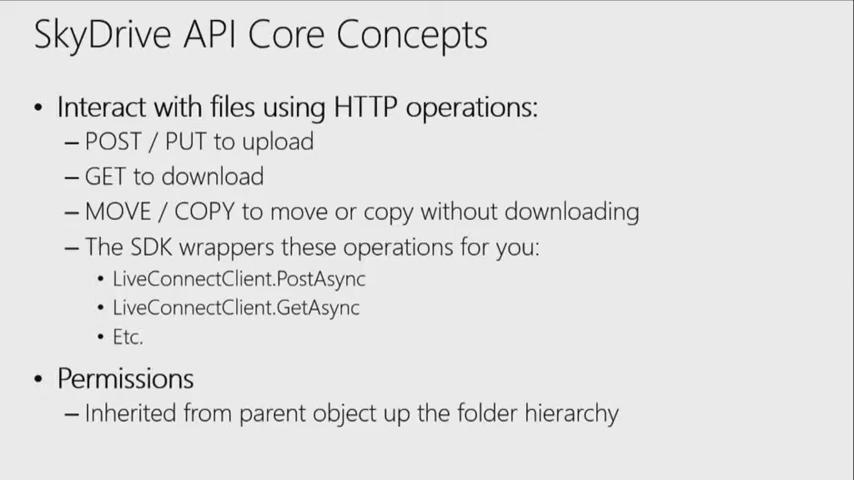 SkyDrive API Core Concepts
• Interact with files using HTTP operations:
– POST / PUT to upload
– GET to download
– MOVE / COPY to move or copy without downloading
– The SDK wrappers these operations for you:
• LiveConnectClient.PostAsync
• LiveConnectClient.GetAsync
• Etc.
• Permissions
– Inherited from parent object up the folder hierarchy